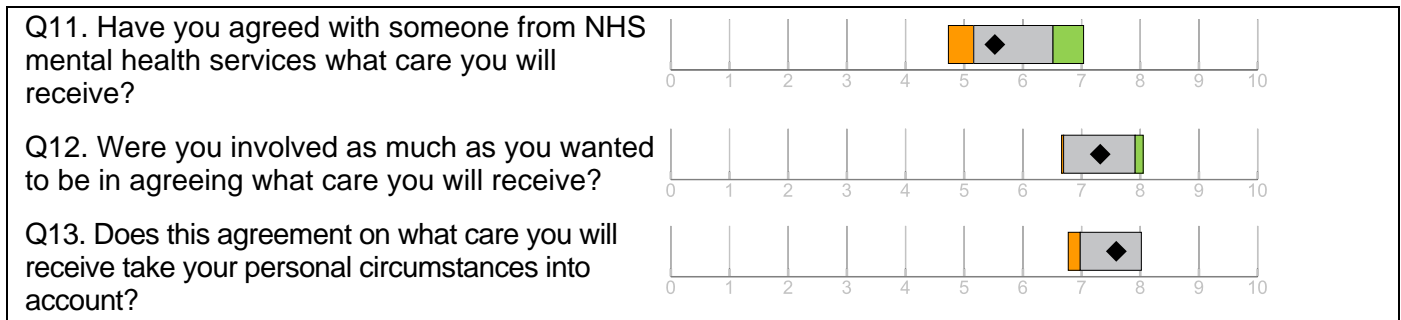 Q11. Have you agreed with someone from NHS
mental health services what care you will
receive?
0 1 2 3 4 5 6 7 8 9 10
Q12. Were you involved as much as you wanted
to be in agreeing what care you will receive?
0 1 2 3 4 5 6 7 8 9 10
Q13. Does this agreement on what care you will
receive take your personal circumstances into
account?
0 1 2 3 4 5 6 7 8 9 10